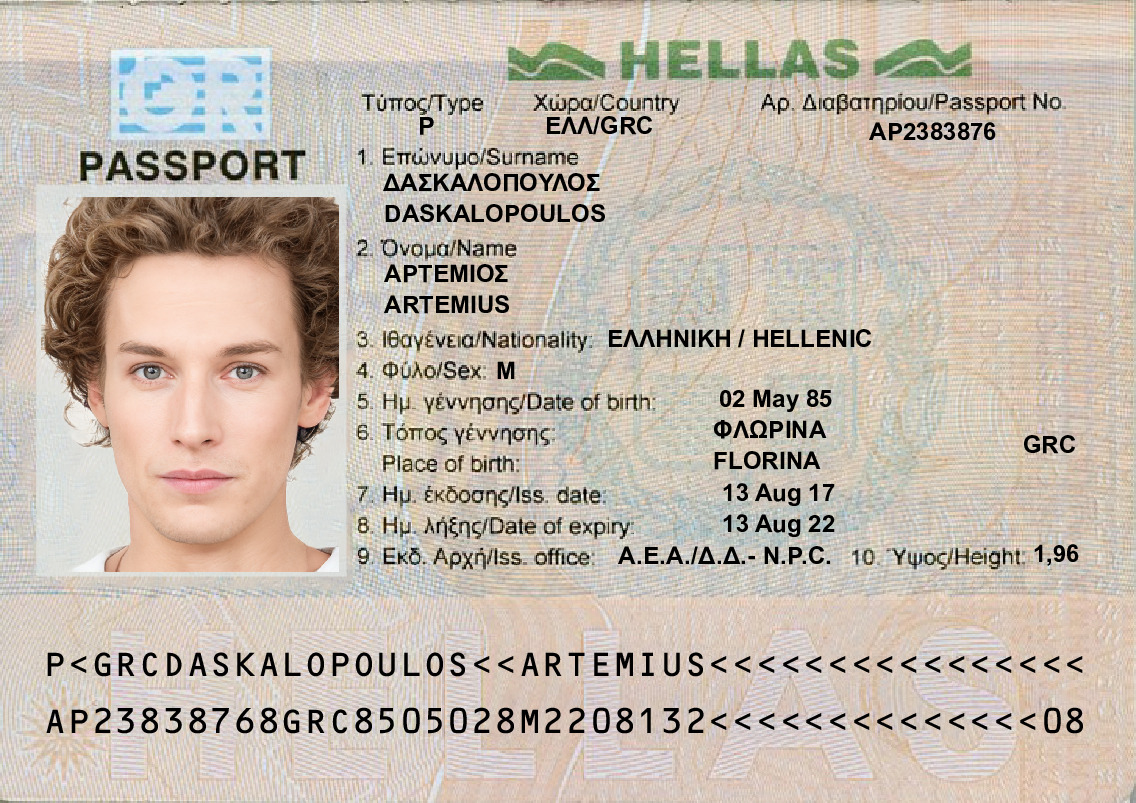 GR
PASSPORT
HELLAS
Τύπος/Type Χώρα/Country Αρ. Διαβατηρίου/Passport No.
P ΕΛΛ/GRC AP2383876
1. Επώνυμο/Surname
ΔΑΣΚΑΛΟΠΟΥΛΟΣ
DASKALOPOULOS
2. Όνομα/Name
ΑΡΤΕΜΙΟΣ
ARTEMIUS
3. Ιθαγένεια/Nationality: ΕΛΛΗΝΙΚΗ / HELLENIC
4. Φύλο/Sex: M
5. Ημ. γέννησης/Date of birth: 02 May 85
6. Τόπος γέννησης: ΦΛΩΡΙΝΑ
Place of birth: FLORINA GRC
7. Ημ. έκδοσης/Iss. date: 13 Aug 17
8. Ημ. λήξης/Date of expiry: 13 Aug 22
9. Εκδ. Αρχή/Iss. office: Α.Ε.Α./Δ.Δ.- N.P.C. 10. Ύψος/Height: 1,96
HELLAS
P<GRCDASKALOPOULOS<<ARTEMIUS<<<<<<<<<<<<<<<<
AP23838768GRC8505028M2208132<<<<<<<<<<<<<<08